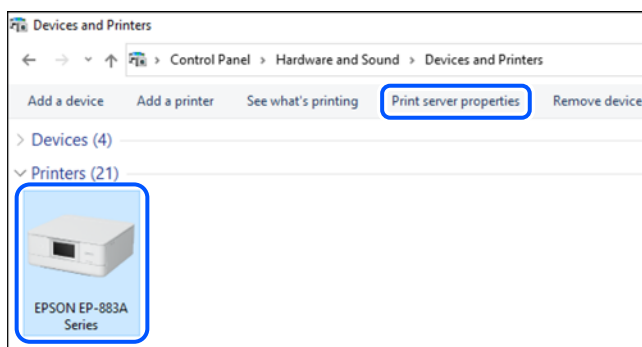 Devices and Printers
Control Panel > Hardware and Sound > Devices and Printers
Add a device Add a printer See what's printing Print server properties Remove device
Devices (4)
Printers (21)
EPSON EP-883A
Series